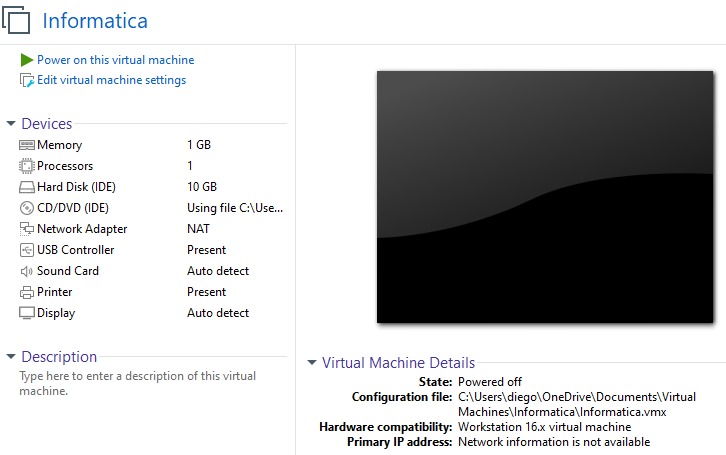 Informatica
Power on this virtual machine
Edit virtual machine settings
Devices
Memory 1 GB
Processors 1
Hard Disk (IDE) 10 GB
CD/DVD (IDE) Using file C:\Use...
Network Adapter NAT
USB Controller Present
Sound Card Auto detect
Printer Present
Display Auto detect
Description
Type here to enter a description of this virtual
machine.
Virtual Machine Details
State: Powered off
Configuration file: C:\Users\diego\OneDrive\Documents\Virtual
Machines\Informatica\Informatica.vmx
Hardware compatibility: Workstation 16.x virtual machine
Primary IP address: Network information is not available